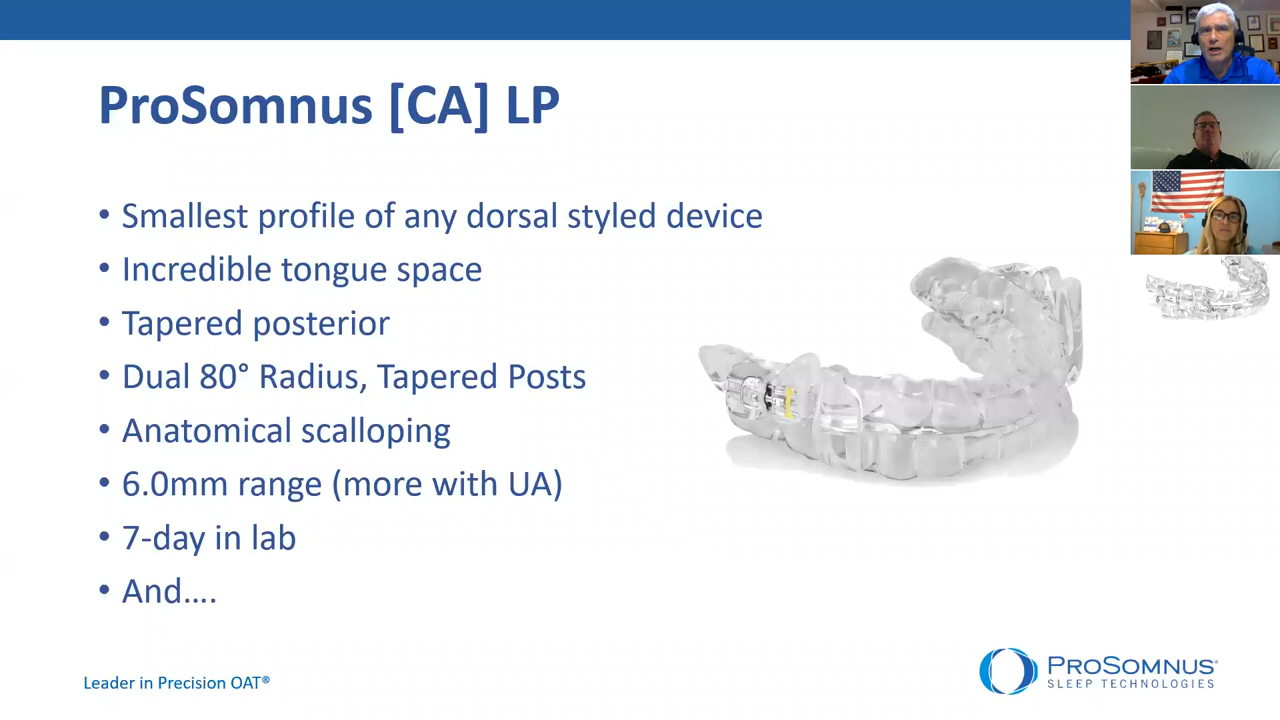 ProSomnus [CA] LP
• Smallest profile of any dorsal styled device
• Incredible tongue space
• Tapered posterior
• Dual 80° Radius, Tapered Posts
• Anatomical scalloping
• 6.0mm range (more with UA)
• 7-day in lab
• And....
Leader in Precision OAT®
PROSOMNUS®
SLEEP TECHNOLOGIES